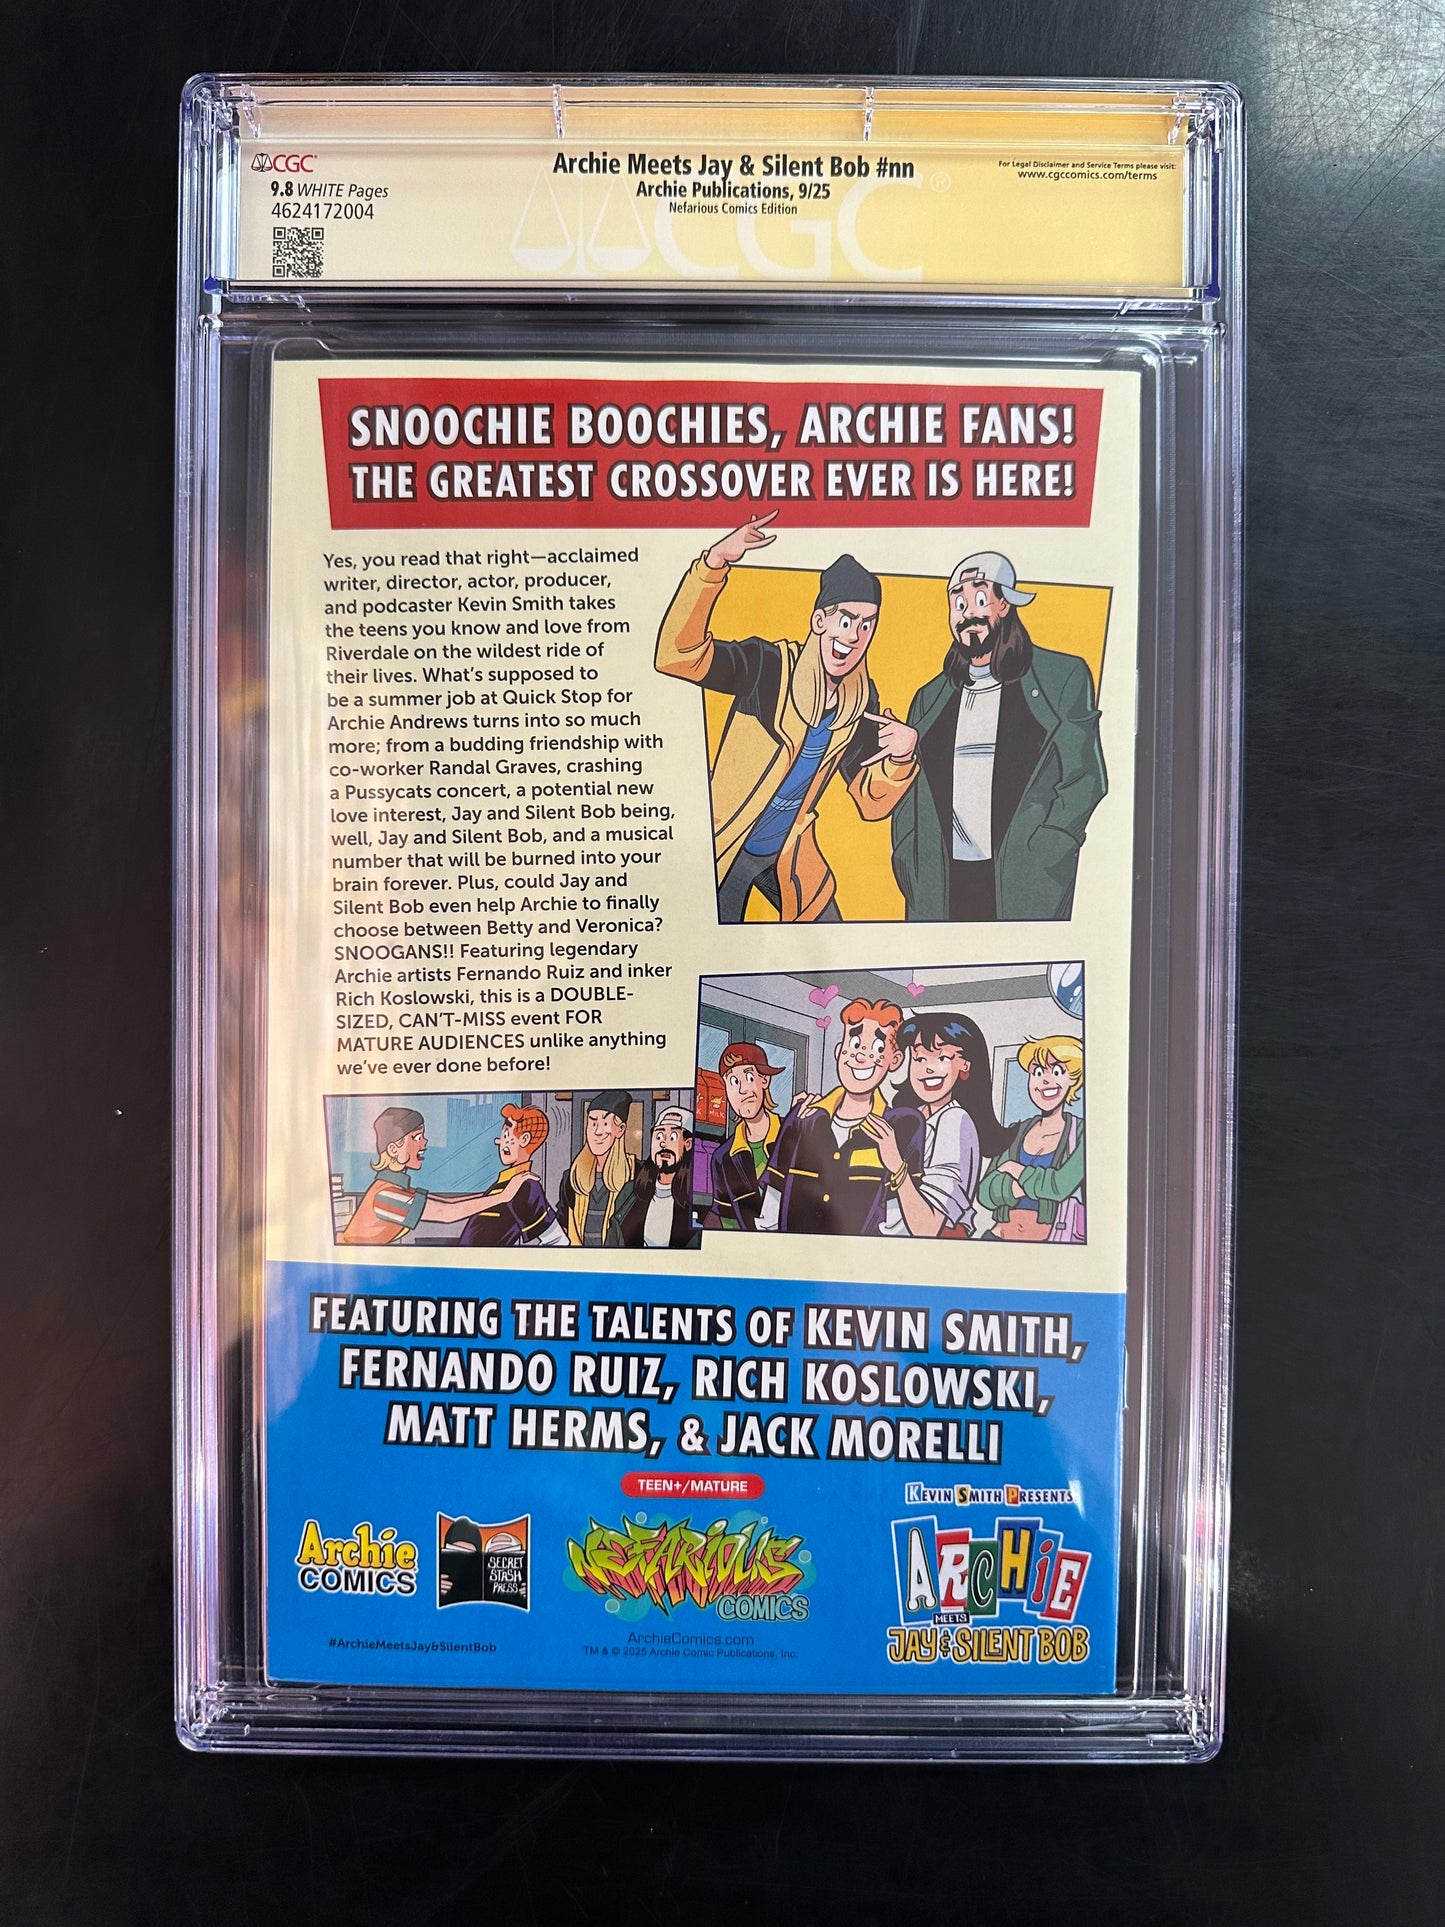 CGC
9.8 WHITE Pages
4624172004
Archie Meets Jay & Silent Bob #nn
Archie Publications, 9/25
Nefarious Comics Edition
For Legal Disclaimer and Service Terms please visit:
www.cgccomics.com/terms
CGC®
SNOOCHIE BOOCHIES, ARCHIE FANS!
THE GREATEST CROSSOVER EVER IS HERE!
Yes, you read that right—acclaimed
writer, director, actor, producer,
and podcaster Kevin Smith takes
the teens you know and love from
Riverdale on the wildest ride of
their lives. What's supposed to
be a summer job at Quick Stop for
Archie Andrews turns into so much
more; from a budding friendship with
co-worker Randal Graves, crashing
a Pussycats concert, a potential new
love interest, Jay and Silent Bob being,
well, Jay and Silent Bob, and a musical
number that will be burned into your
brain forever. Plus, could Jay and
Silent Bob even help Archie to finally
choose between Betty and Veronica?
SNOOGANS!! Featuring legendary
Archie artists Fernando Ruiz and inker
Rich Koslowski, this is a DOUBLE-
SIZED, CAN'T-MISS event FOR
MATURE AUDIENCES unlike anything
we've ever done before!
MILK
FEATURING THE TALENTS OF KEVIN SMITH,
FERNANDO RUIZ, RICH KOSLOWSKI,
MATT HERMS, & JACK MORELLI
TEEN+/MATURE
Archie
COMICS
SECRET
STASH
PRESS
NEFARIOUS
COMICS
KEVIN SMITH PRESENTS
ARCHIE
MEETS
JAY & SILENT BOB
#ArchieMeetsJay&SilentBob
ArchieComics.com
TM & © 2025 Archie Comic Publications, Inc.